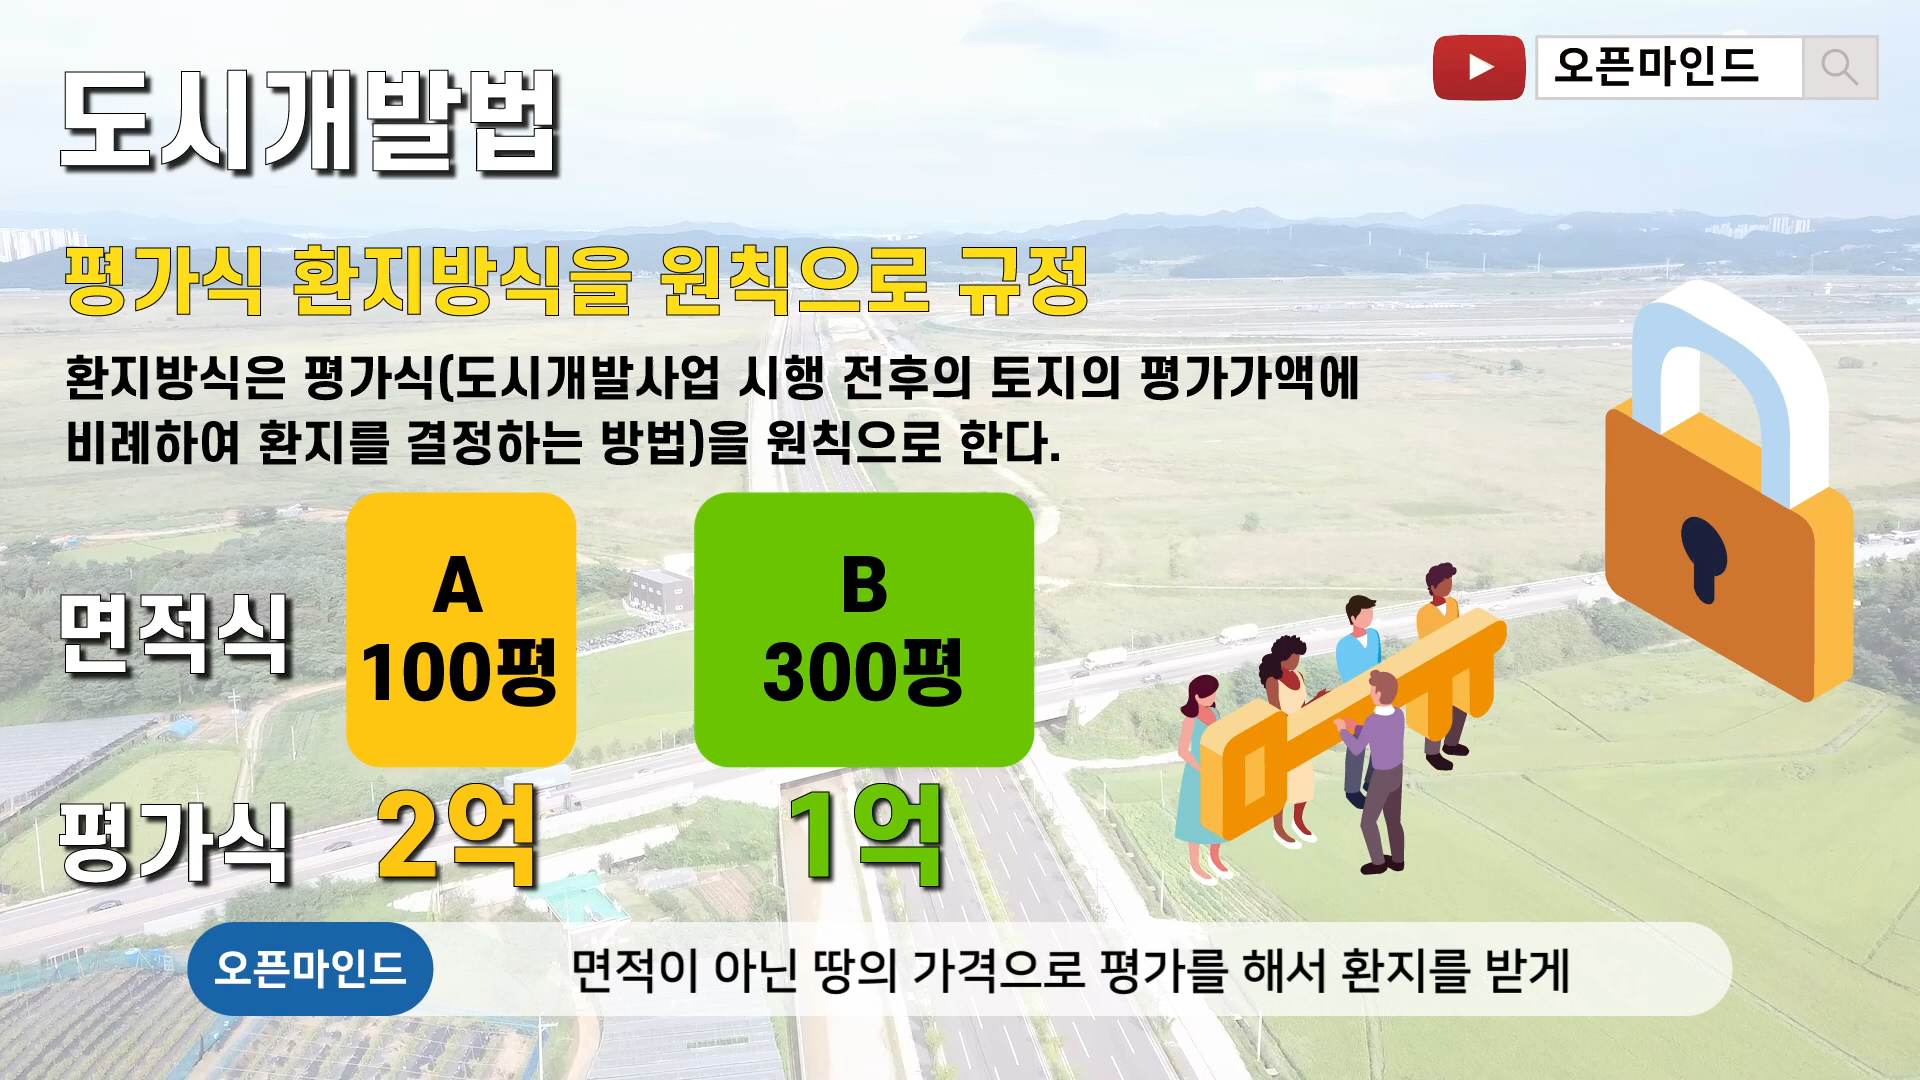 오픈마인드
도시개발법
평가식 환지방식을 원칙으로 규정
환지방식은 평가식(도시개발사업 시행 전후의 토지의 평가가액에
비례하여 환지를 결정하는 방법)을 원칙으로 한다.
면적식
A
100평
B
300평
평가식
2억
1억
오픈마인드
면적이 아닌 땅의 가격으로 평가를 해서 환지를 받게